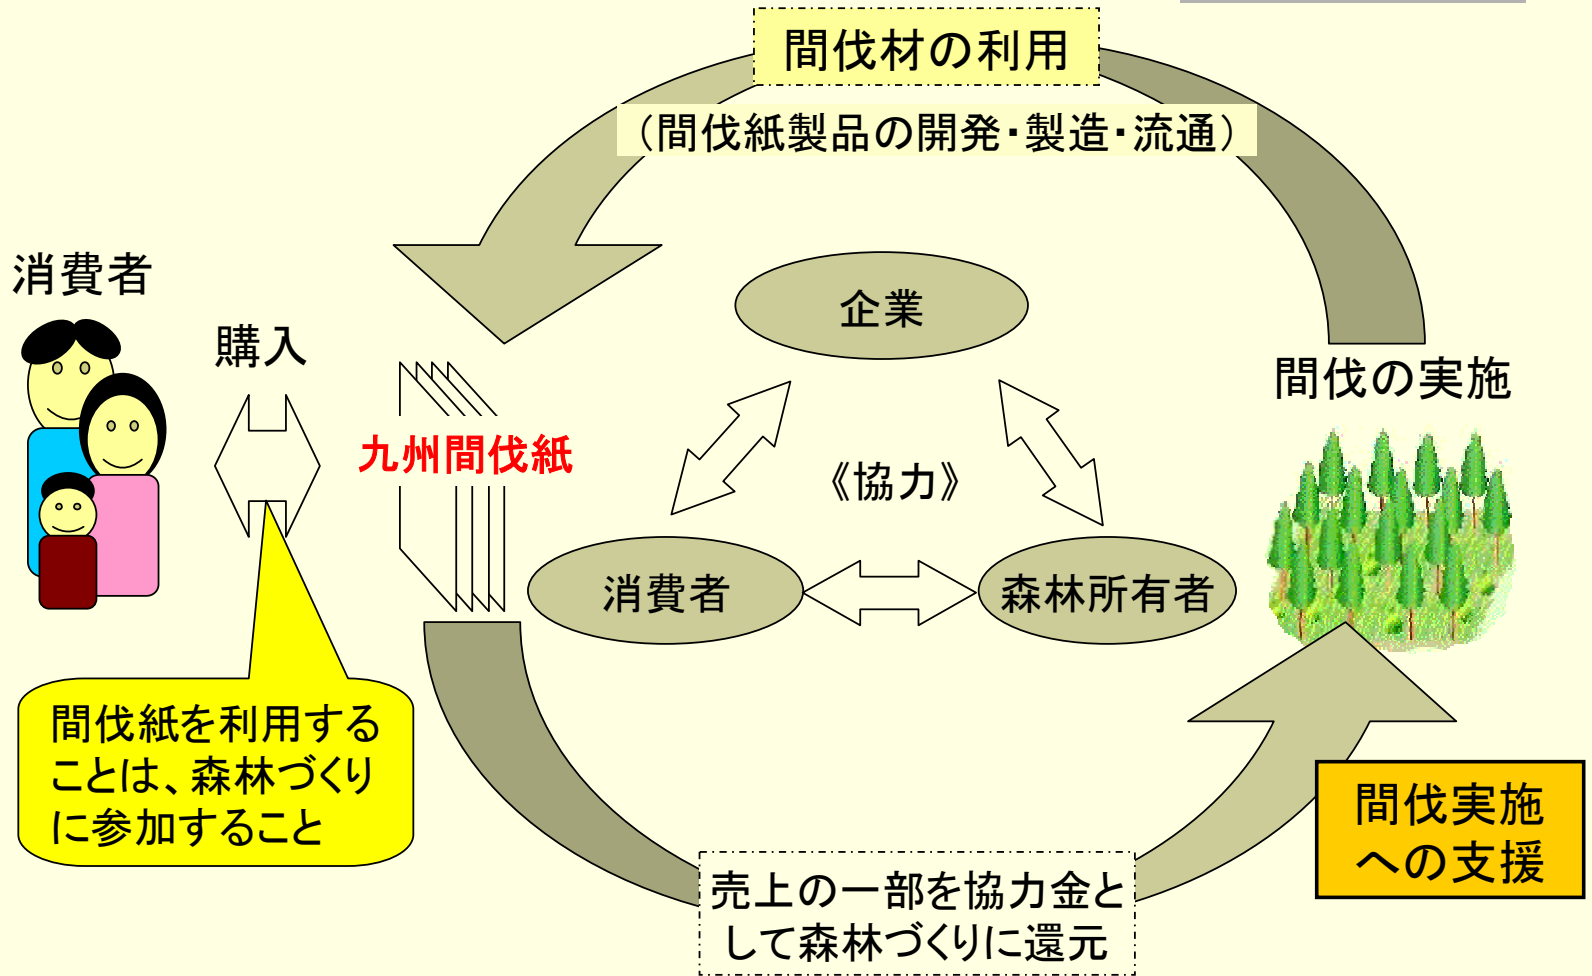 間伐材の利用
（間伐紙製品の開発・製造・流通）
消費者
購入
企業
間伐の実施
九州間伐紙
《協力》
消費者
森林所有者
間伐紙を利用する
ことは、森林づくり
に参加すること
間伐実施
への支援
売上の一部を協力金と
して森林づくりに還元